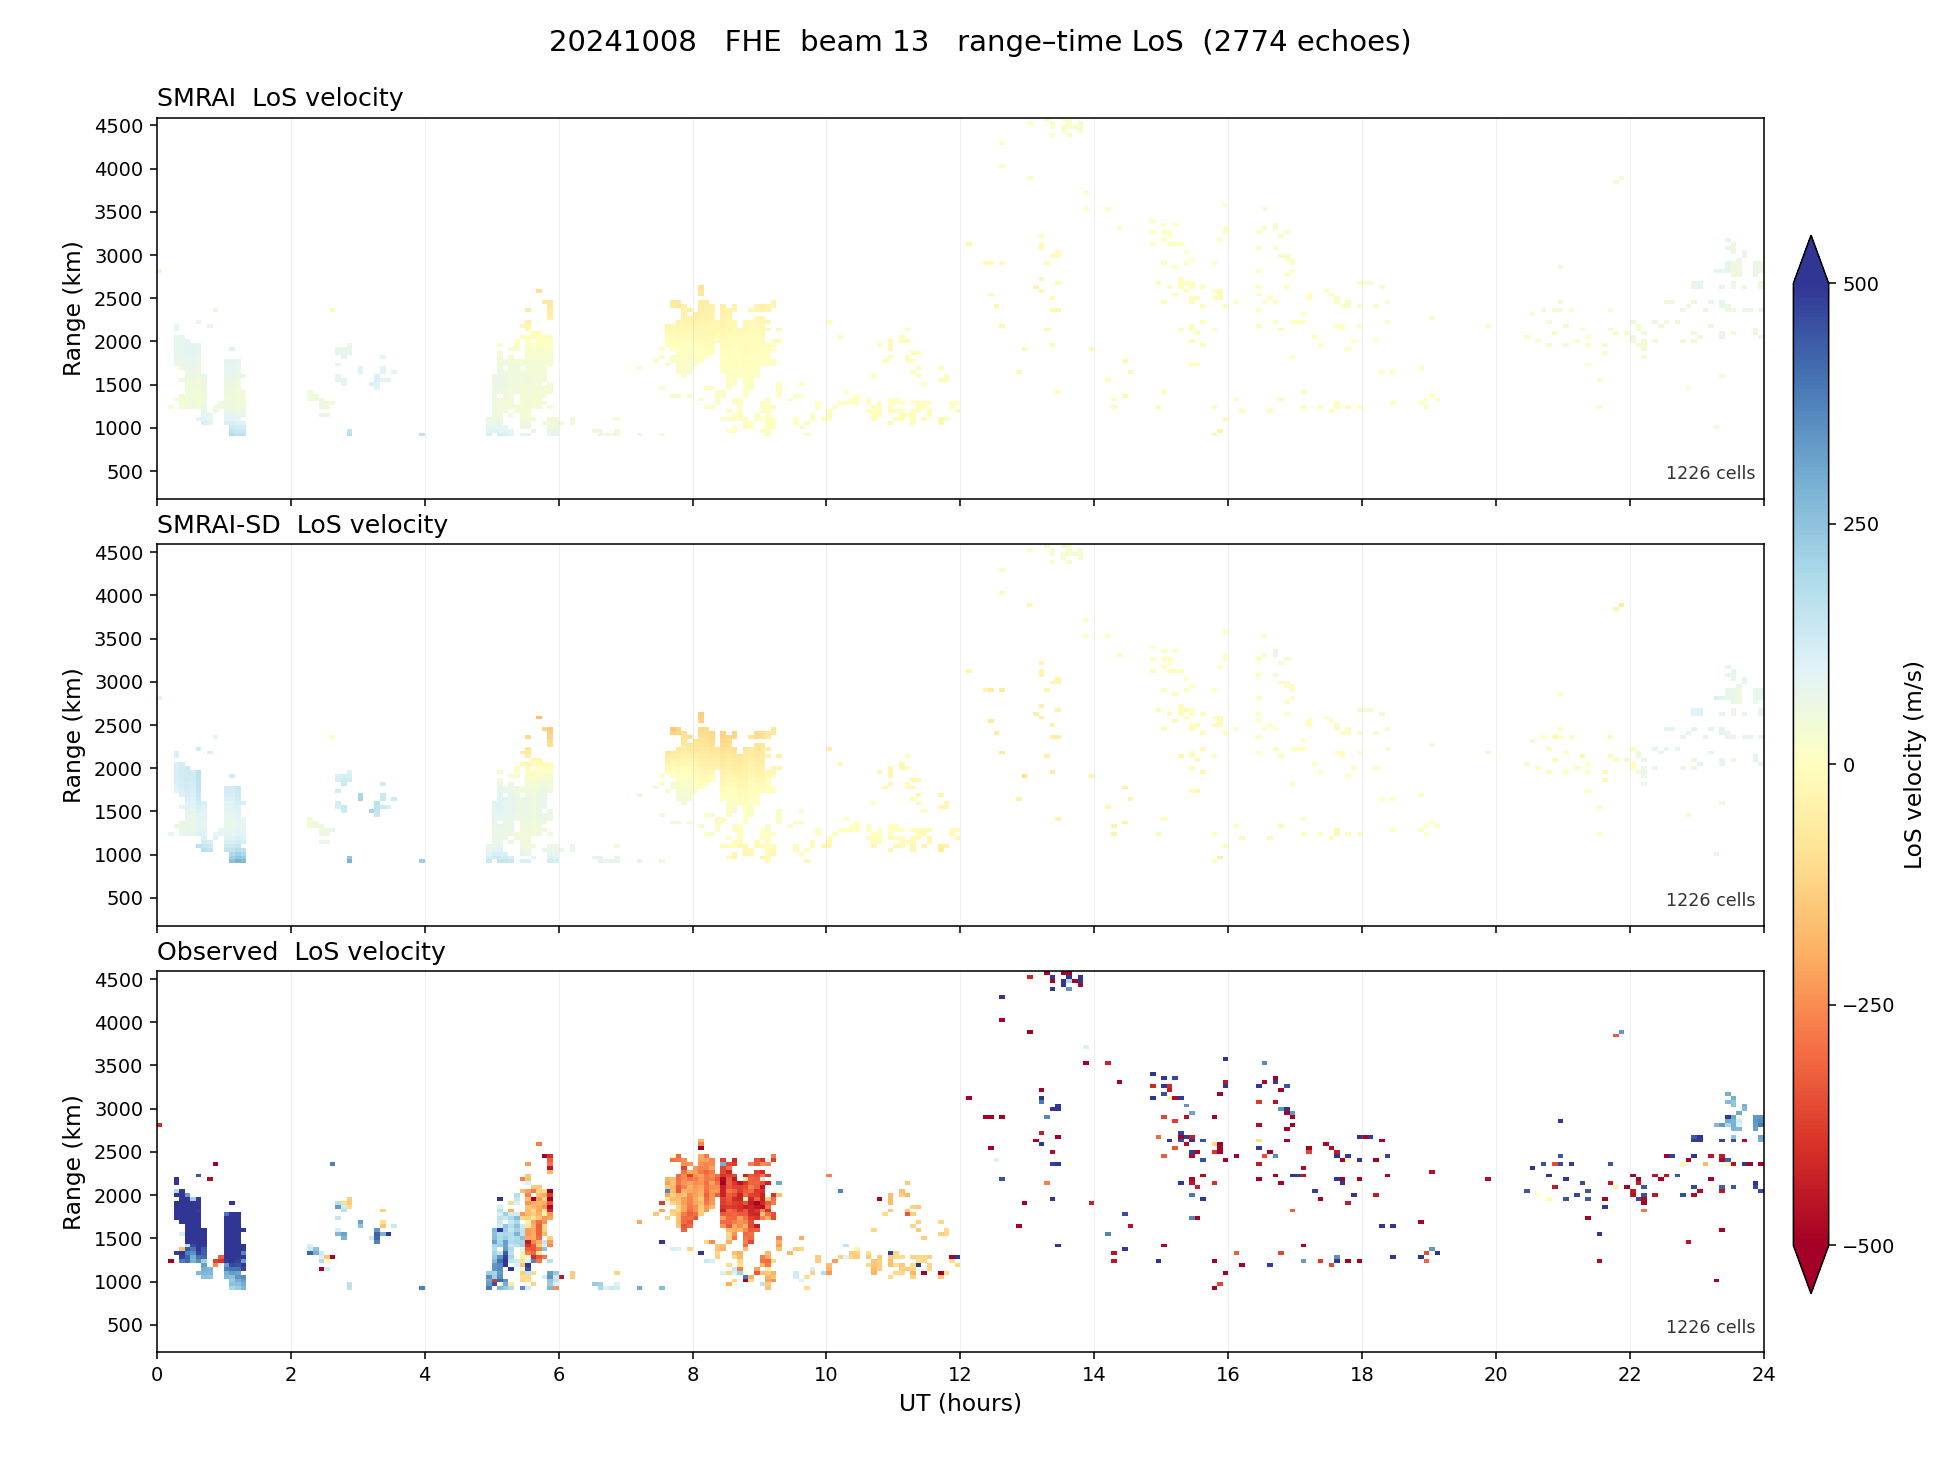 20241008   FHE  beam 13   range–time LoS  (2774 echoes)
SMRAI  LoS velocity
4500
4000
3500
3000
2500
2000
1500
1000
500
Range (km)
1226 cells
SMRAI-SD  LoS velocity
4500
4000
3500
3000
2500
2000
1500
1000
500
Range (km)
1226 cells
Observed  LoS velocity
4500
4000
3500
3000
2500
2000
1500
1000
500
Range (km)
1226 cells
0 2 4 6 8 10 12 14 16 18 20 22 24
UT (hours)
500
250
0
−250
−500
LoS velocity (m/s)